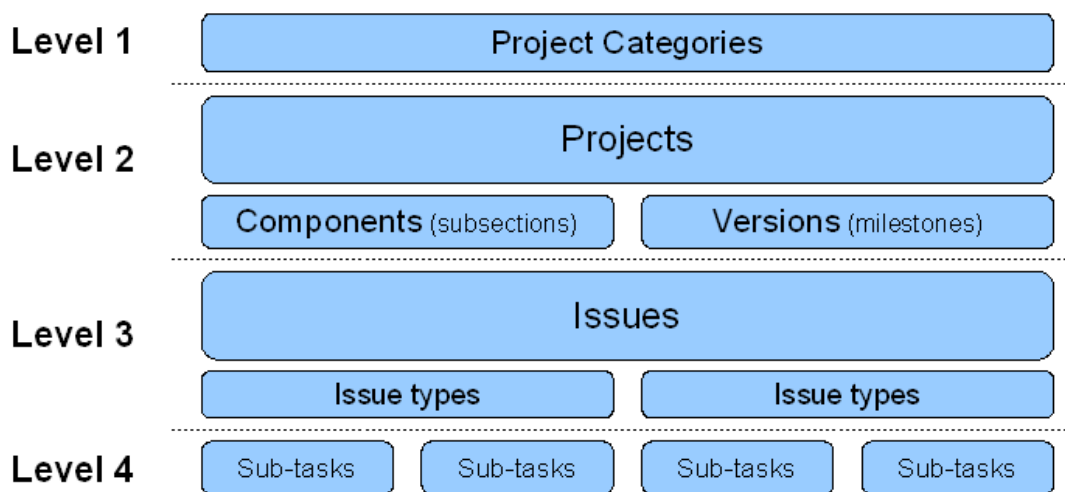 Level 1
Project Categories
Level 2
Projects
Components (subsections)
Versions (milestones)
Level 3
Issues
Issue types
Issue types
Level 4
Sub-tasks
Sub-tasks
Sub-tasks
Sub-tasks